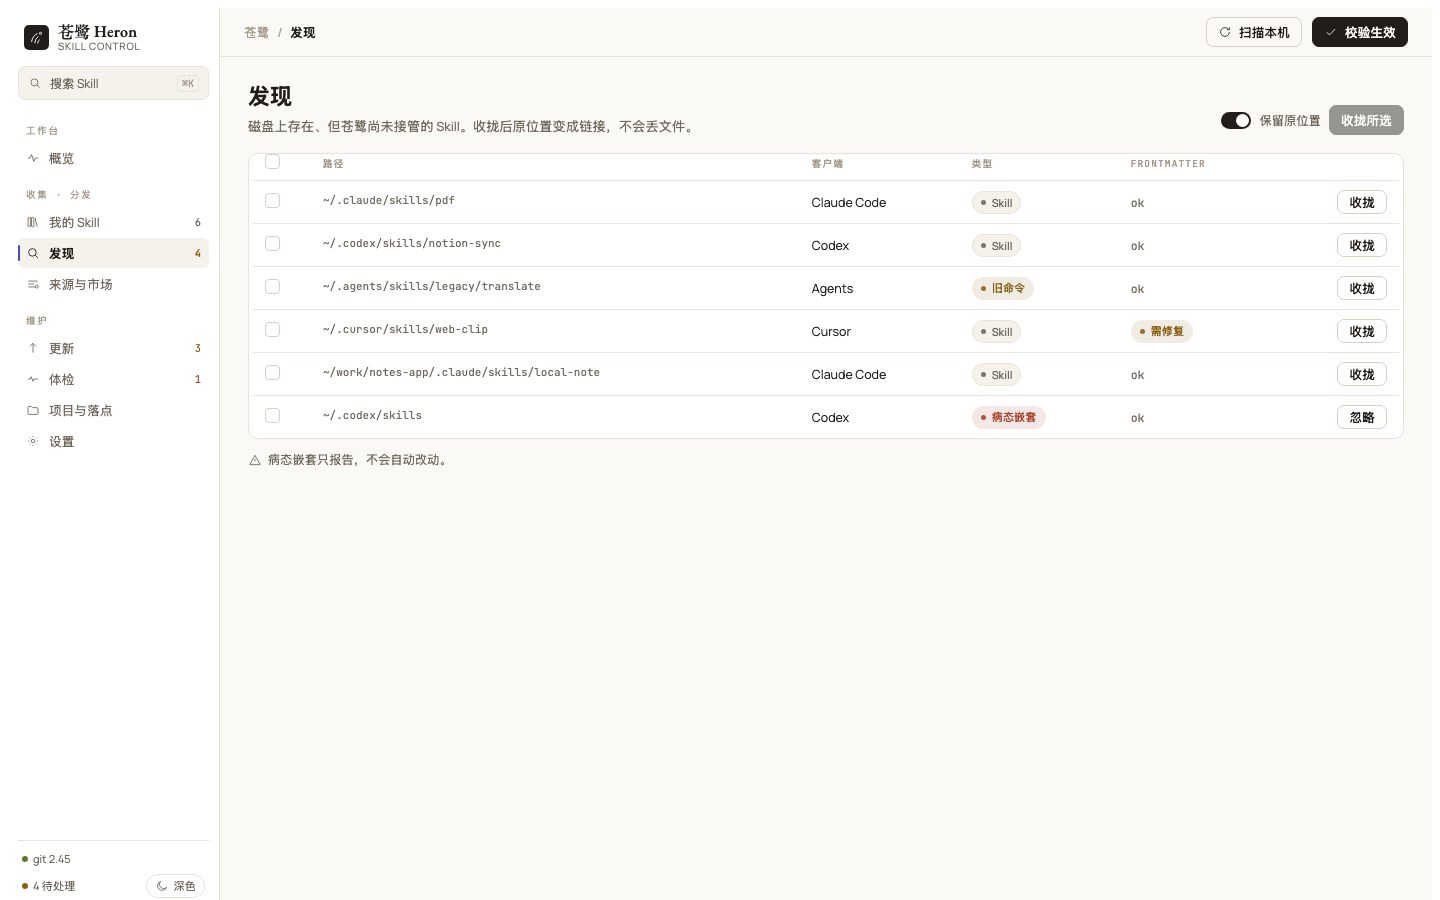 苍鹭 Heron
SKILL CONTROL
搜索 Skill ⌘K
工作台
概览
收集 · 分发
我的 Skill 6
发现 4
来源与市场
维护
更新 3
体检 1
项目与落点
设置
git 2.45
4 待处理 深色
苍鹭 / 发现 扫描本机 校验生效
发现
磁盘上存在、但苍鹭尚未接管的 Skill。收拢后原位置变成链接，不会丢文件。
保留原位置 收拢所选
路径 客户端 类型 FRONTMATTER
~/.claude/skills/pdf Claude Code Skill ok 收拢
~/.codex/skills/notion-sync Codex Skill ok 收拢
~/.agents/skills/legacy/translate Agents 旧命令 ok 收拢
~/.cursor/skills/web-clip Cursor Skill 需修复 收拢
~/work/notes-app/.claude/skills/local-note Claude Code Skill ok 收拢
~/.codex/skills Codex 病态嵌套 ok 忽略
病态嵌套只报告，不会自动改动。